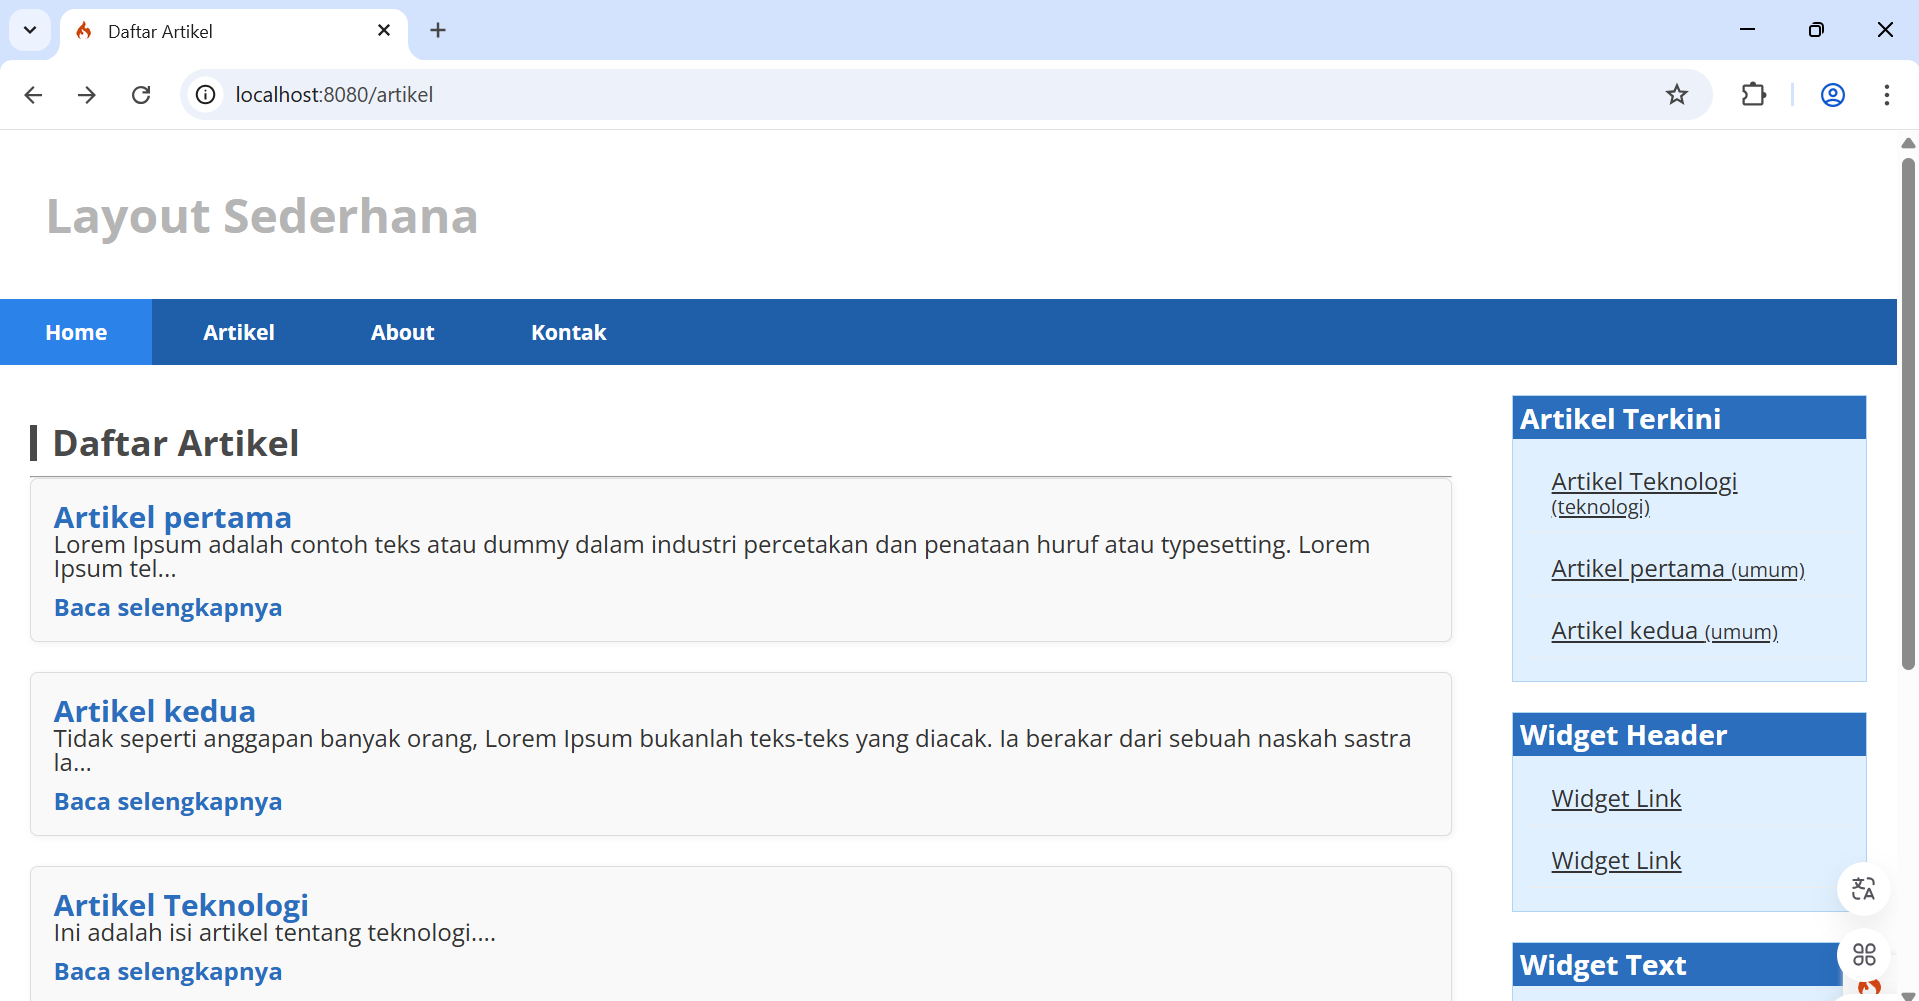 Daftar Artikel
localhost:8080/artikel
Layout Sederhana
Home Artikel About Kontak
Daftar Artikel
Artikel pertama
Lorem Ipsum adalah contoh teks atau dummy dalam industri percetakan dan penataan huruf atau typesetting. Lorem
Ipsum tel...
Baca selengkapnya
Artikel kedua
Tidak seperti anggapan banyak orang, Lorem Ipsum bukanlah teks-teks yang diacak. Ia berakar dari sebuah naskah sastra
la...
Baca selengkapnya
Artikel Teknologi
Ini adalah isi artikel tentang teknologi....
Baca selengkapnya
Artikel Terkini
Artikel Teknologi
(teknologi)
Artikel pertama (umum)
Artikel kedua (umum)
Widget Header
Widget Link
Widget Link
Widget Text